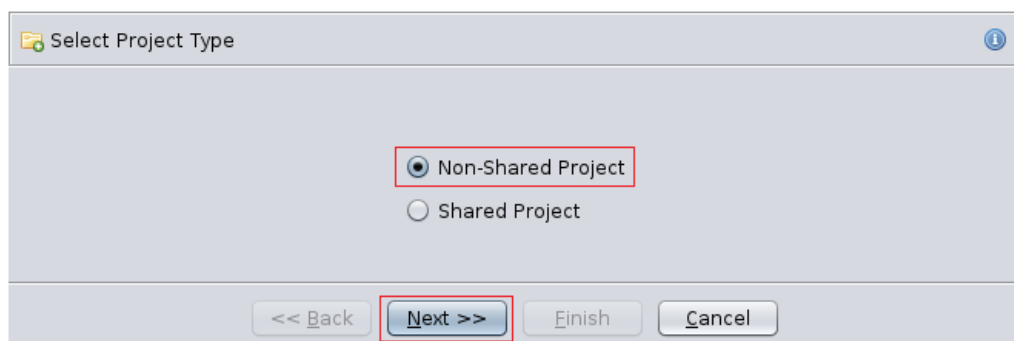 Select Project Type
Non-Shared Project
Shared Project
<< Back Next >> Finish Cancel